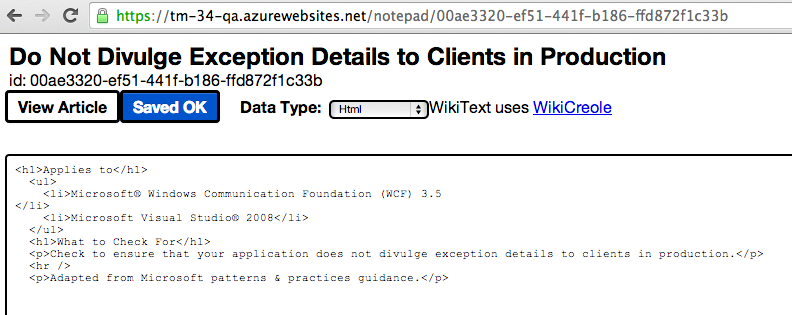 https://tm-34-qa.azurewebsites.net/notepad/00ae3320-ef51-441f-b186-ffd872f1c33b
Do Not Divulge Exception Details to Clients in Production
id: 00ae3320-ef51-441f-b186-ffd872f1c33b
View Article Saved OK Data Type: Html WikiText uses WikiCreole
<h1>Applies to</h1>
<ul>
<li>Microsoft® Windows Communication Foundation (WCF) 3.5
</li>
<li>Microsoft Visual Studio® 2008</li>
</ul>
<h1>What to Check For</h1>
<p>Check to ensure that your application does not divulge exception details to clients in production.</p>
<hr />
<p>Adapted from Microsoft patterns & practices guidance.</p>